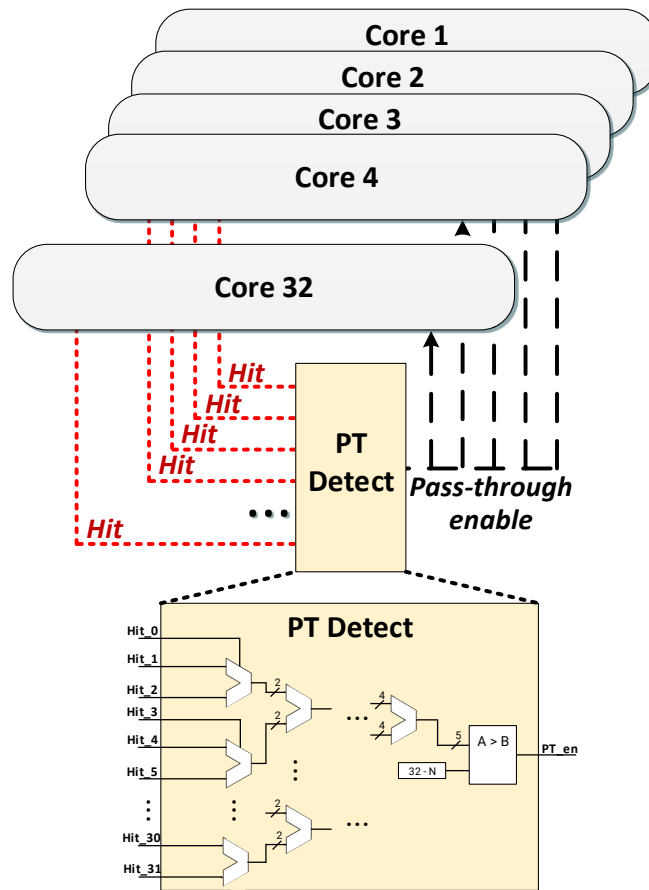 Core 1
Core 2
Core 3
Core 4
Core 32
Hit
Hit
Hit
Hit
...
Hit
PT
Detect
Pass-through
enable
PT Detect
Hit_0
Hit_1
Hit_2
Hit_3
Hit_4
Hit_5
Hit_30
Hit_31
2
2
2
2
4
4
5
...
...
32 - N
A > B
PT_en